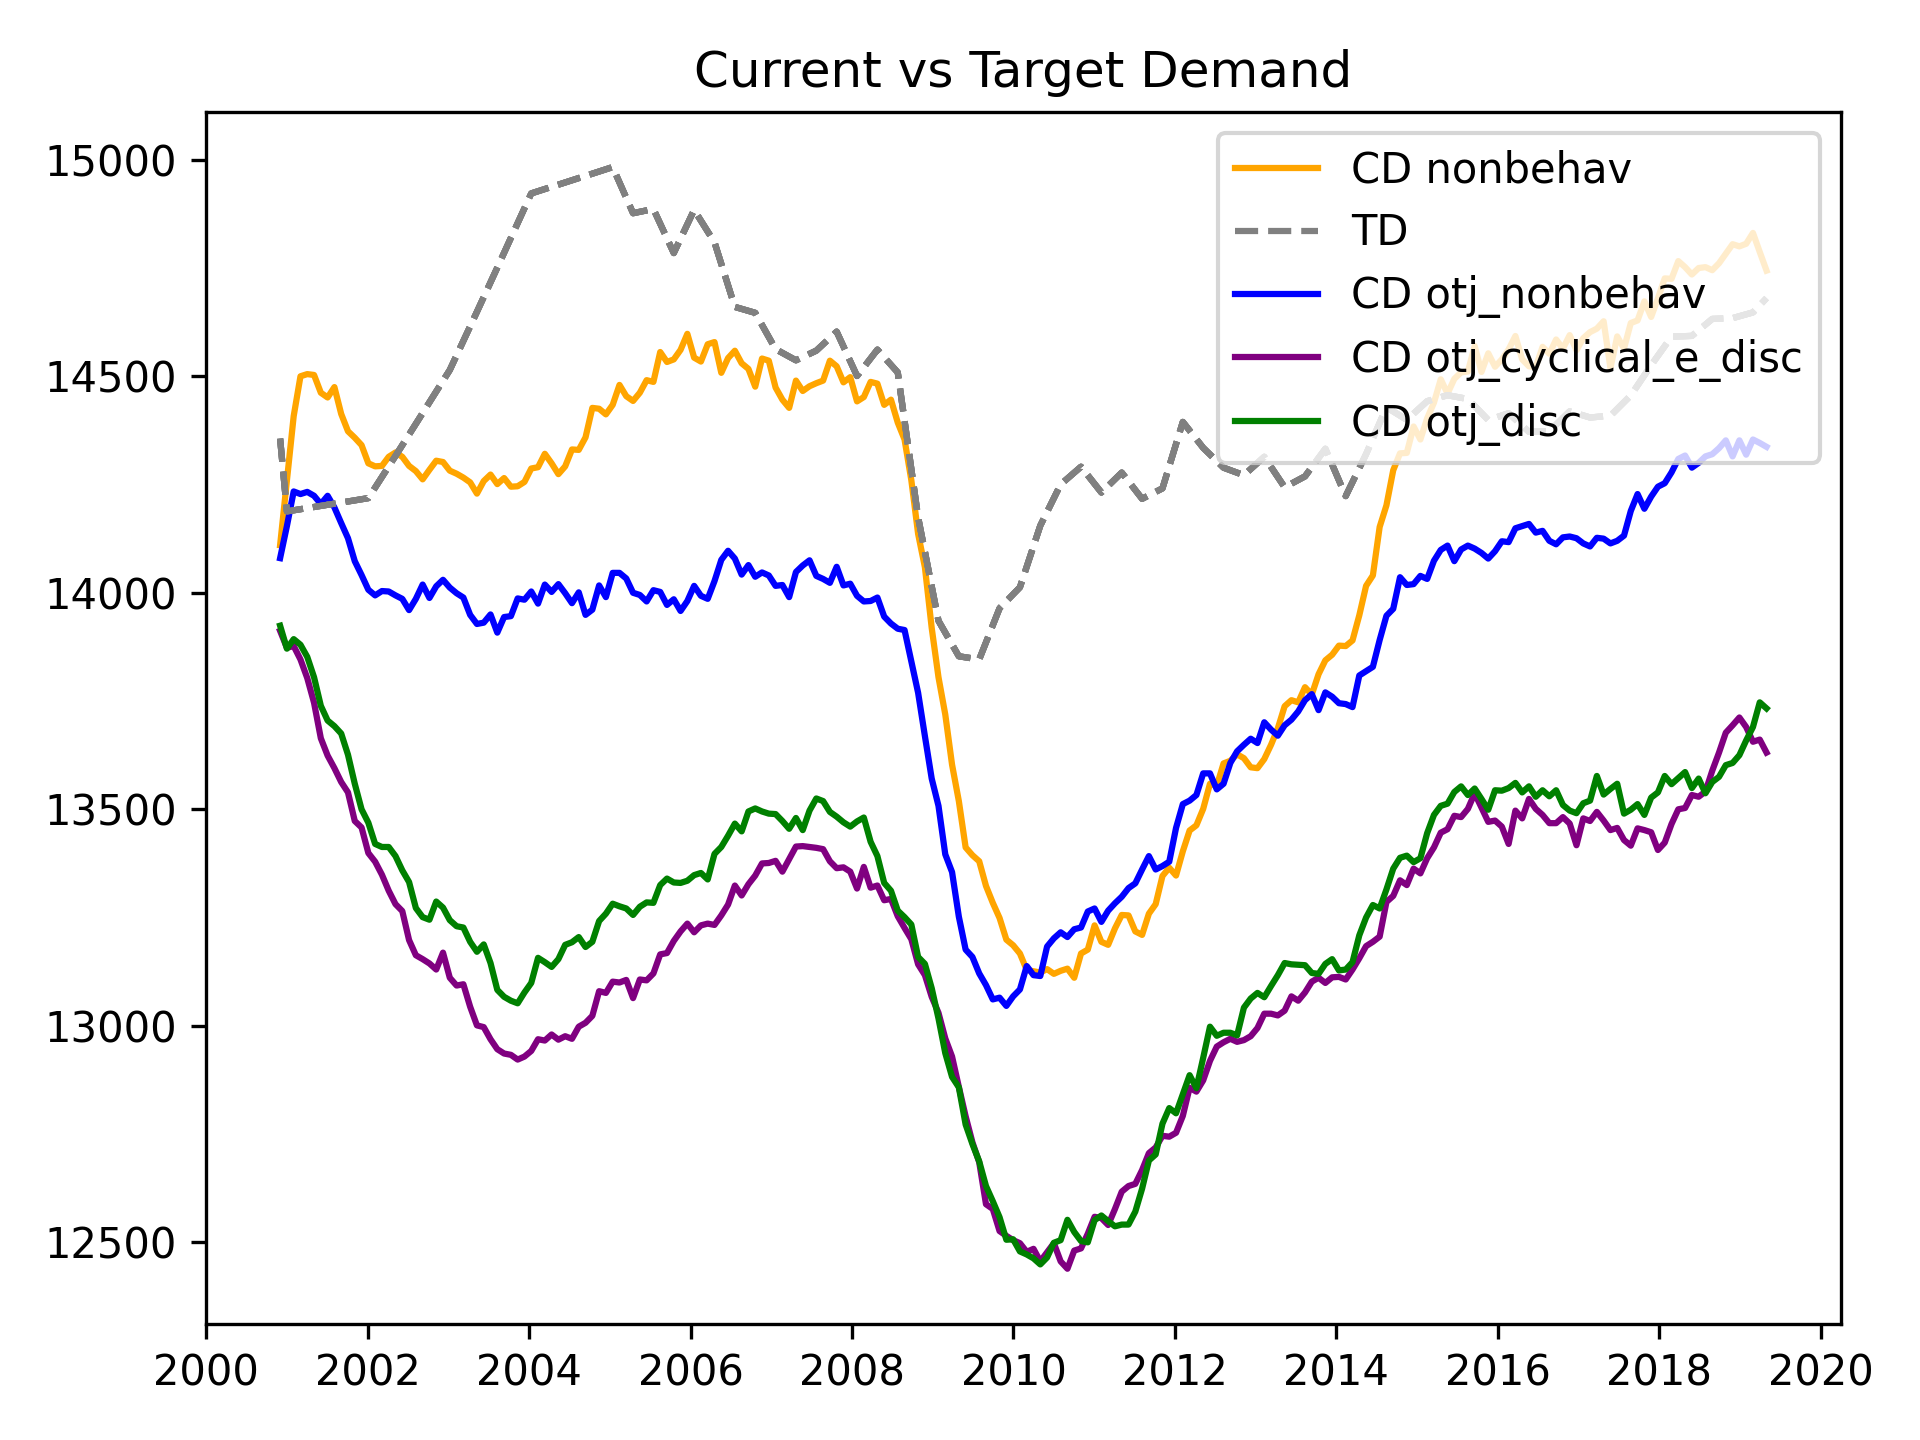 Current vs Target Demand
15000
14500
14000
13500
13000
12500
CD nonbehav
TD
CD otj_nonbehav
CD otj_cyclical_e_disc
CD otj_disc
2000 2002 2004 2006 2008 2010 2012 2014 2016 2018 2020